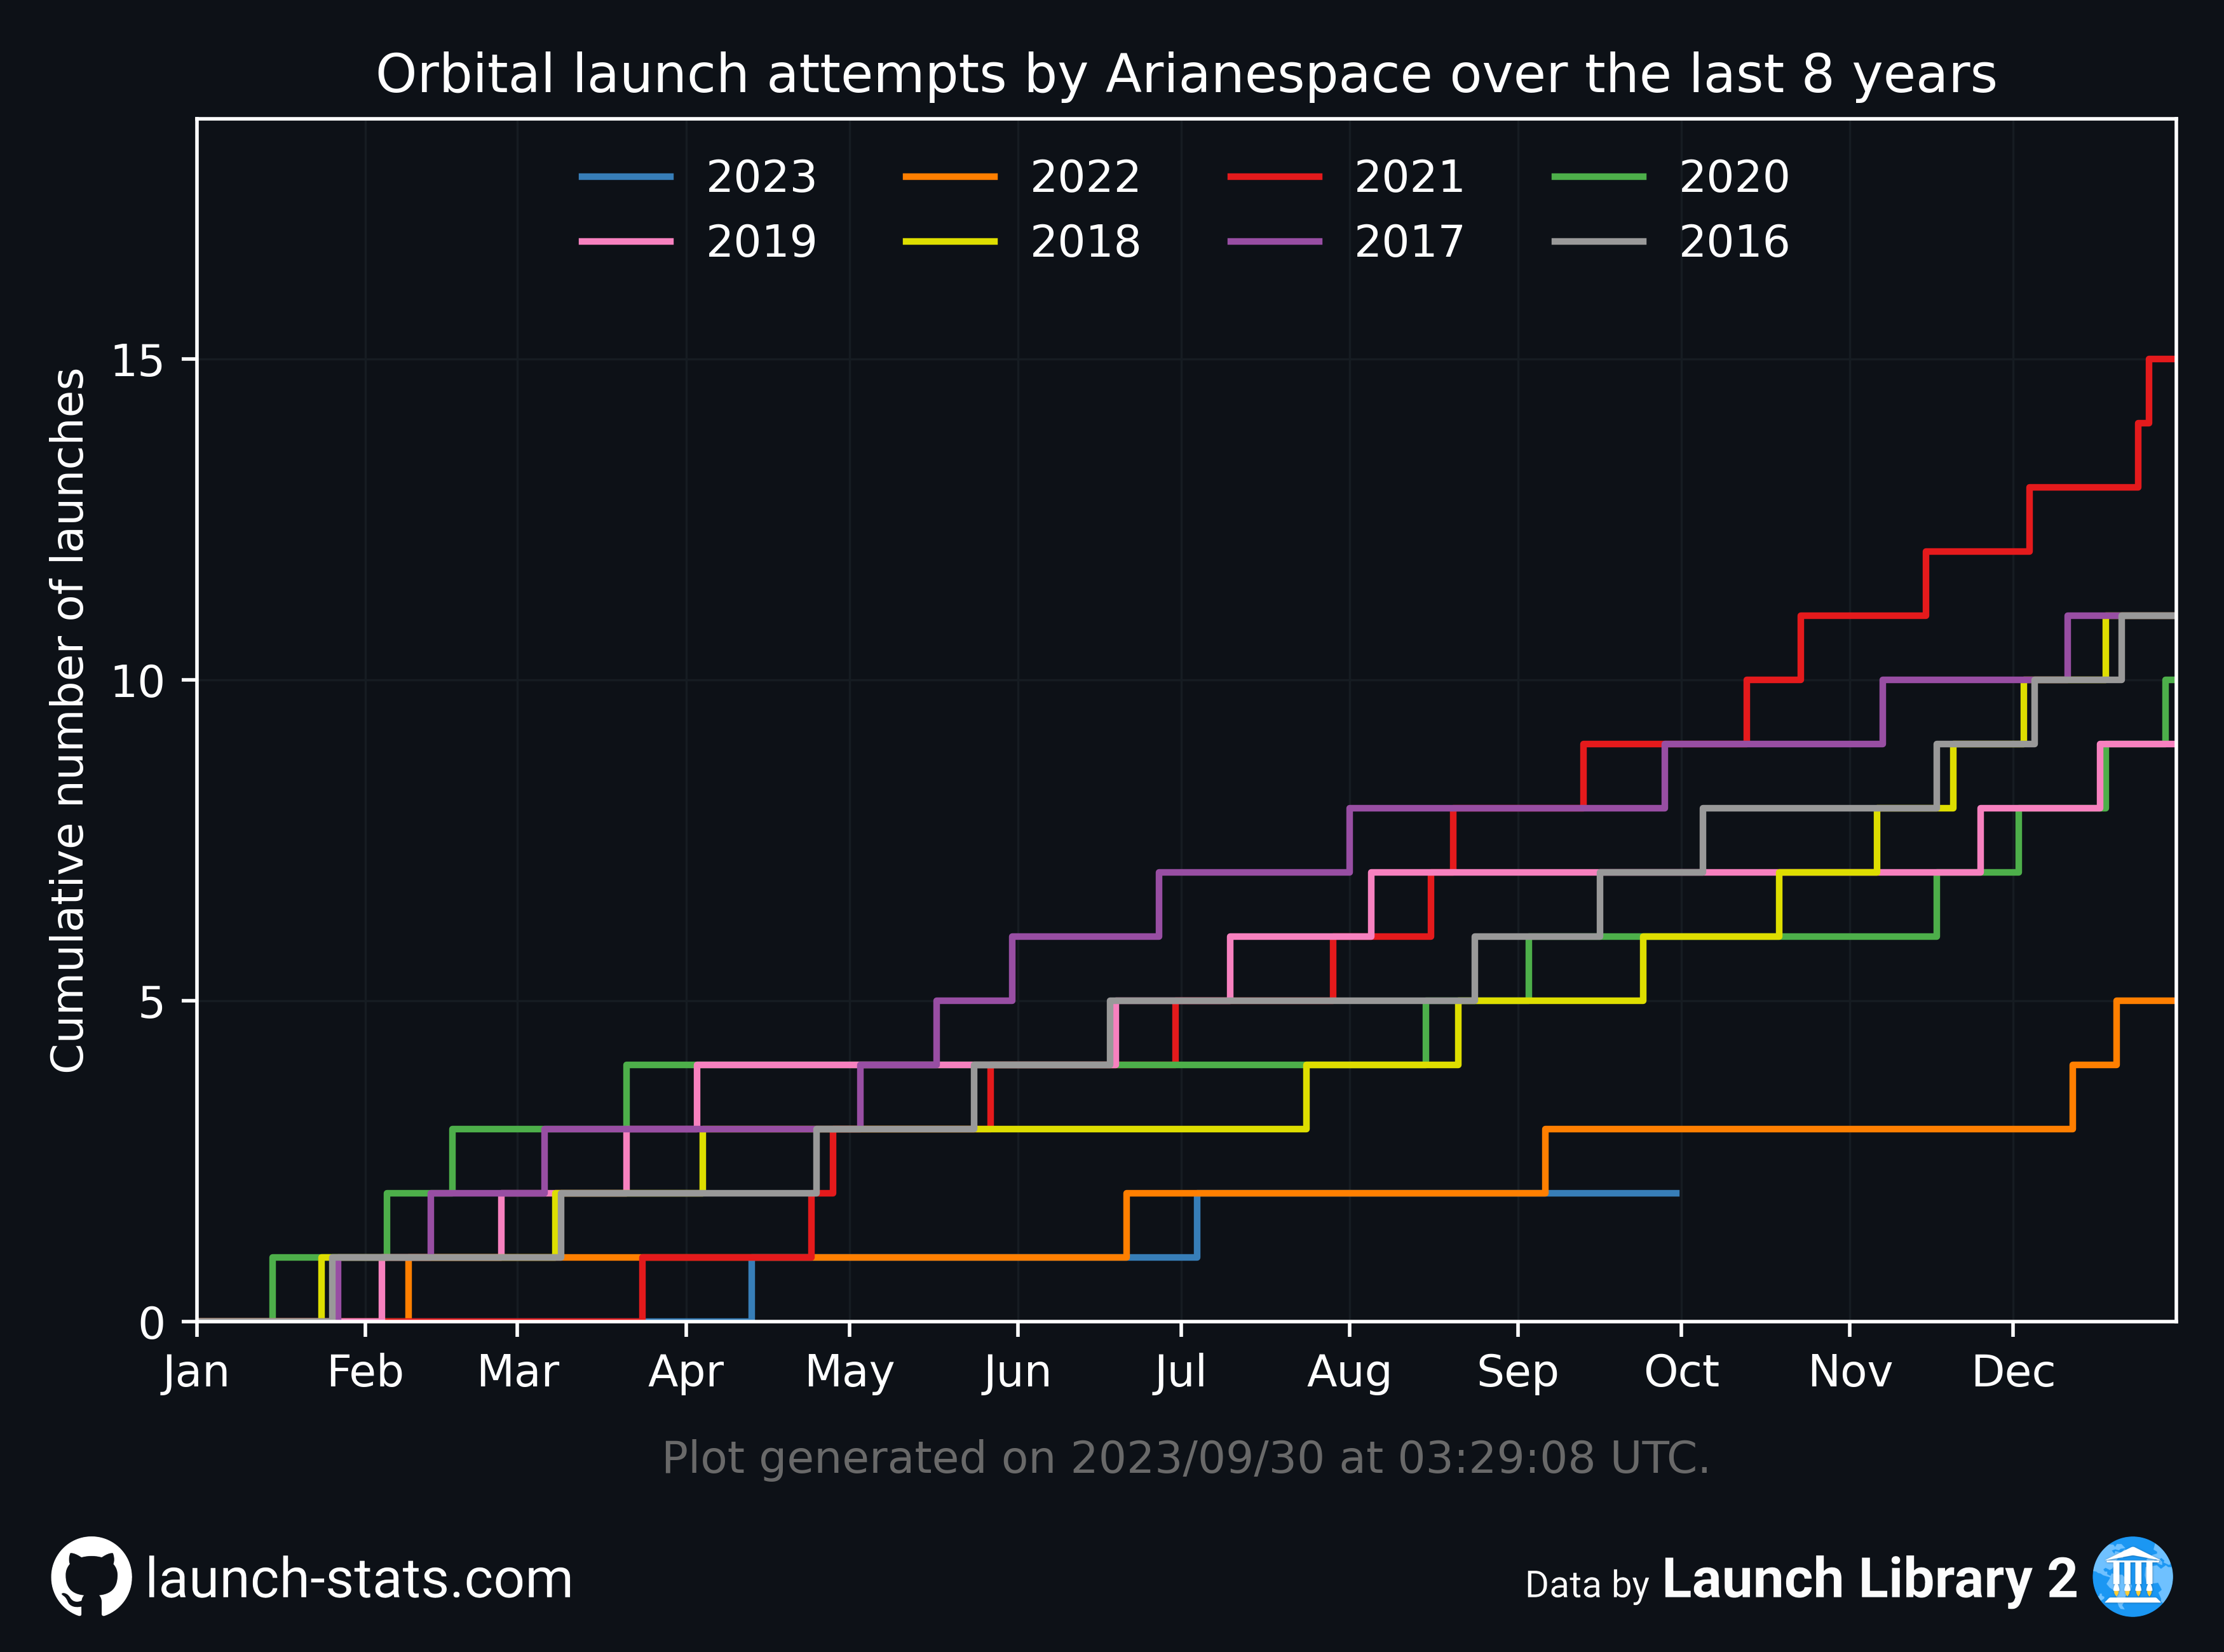 Orbital launch attempts by Arianespace over the last 8 years
2023 2022 2021 2020
2019 2018 2017 2016
Cumulative number of launches
15
10
5
0
Jan Feb Mar Apr May Jun Jul Aug Sep Oct Nov Dec
Plot generated on 2023/09/30 at 03:29:08 UTC.
launch-stats.com
Data by Launch Library 2